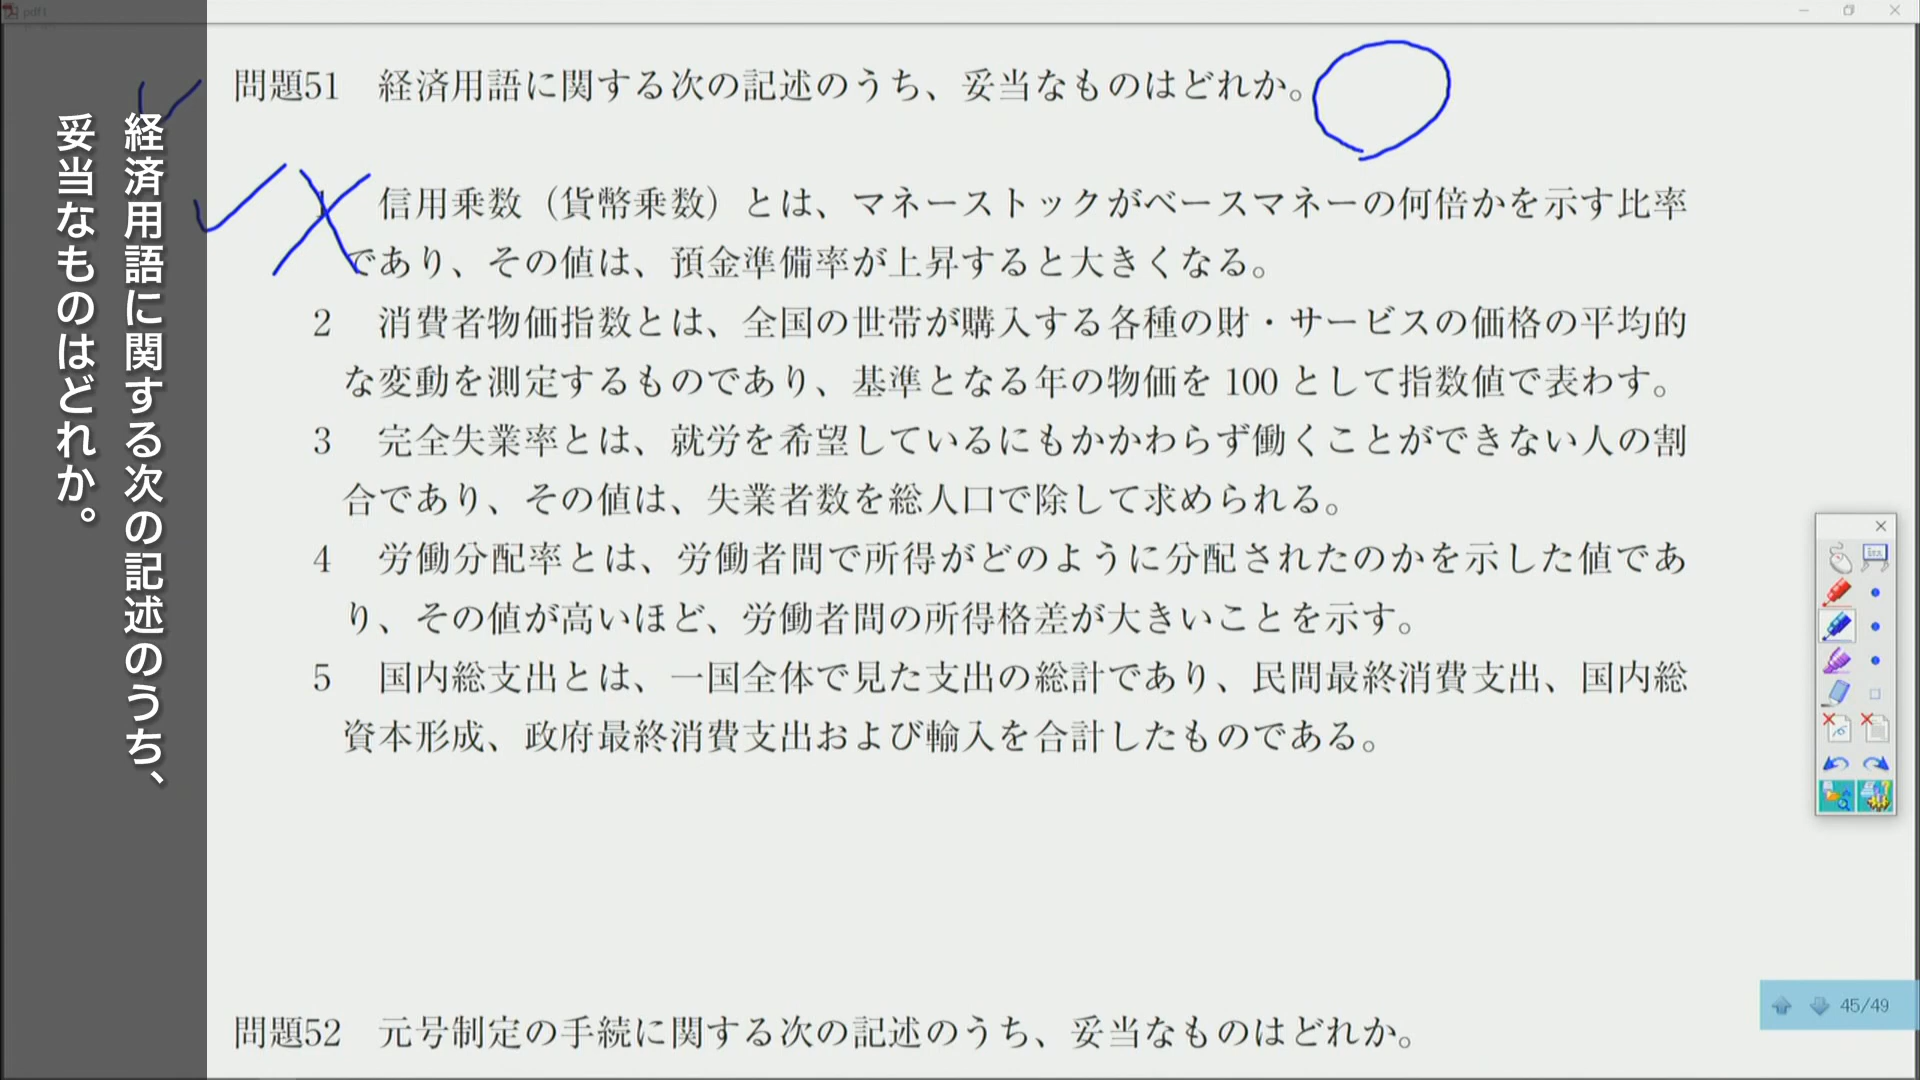 pdf1
経済用語に関する次の記述のうち、
妥当なものはどれか。
問題51 経済用語に関する次の記述のうち、妥当なものはどれか。
1 信用乗数（貨幣乗数）とは、マネーストックがベースマネーの何倍かを示す比率
であり、その値は、預金準備率が上昇すると大きくなる。
2 消費者物価指数とは、全国の世帯が購入する各種の財・サービスの価格の平均的
な変動を測定するものであり、基準となる年の物価を 100 として指数値で表わす。
3 完全失業率とは、就労を希望しているにもかかわらず働くことができない人の割
合であり、その値は、失業者数を総人口で除して求められる。
4 労働分配率とは、労働者間で所得がどのように分配されたのかを示した値であ
り、その値が高いほど、労働者間の所得格差が大きいことを示す。
5 国内総支出とは、一国全体で見た支出の総計であり、民間最終消費支出、国内総
資本形成、政府最終消費支出および輸入を合計したものである。
45/49
問題52 元号制定の手続に関する次の記述のうち、妥当なものはどれか。